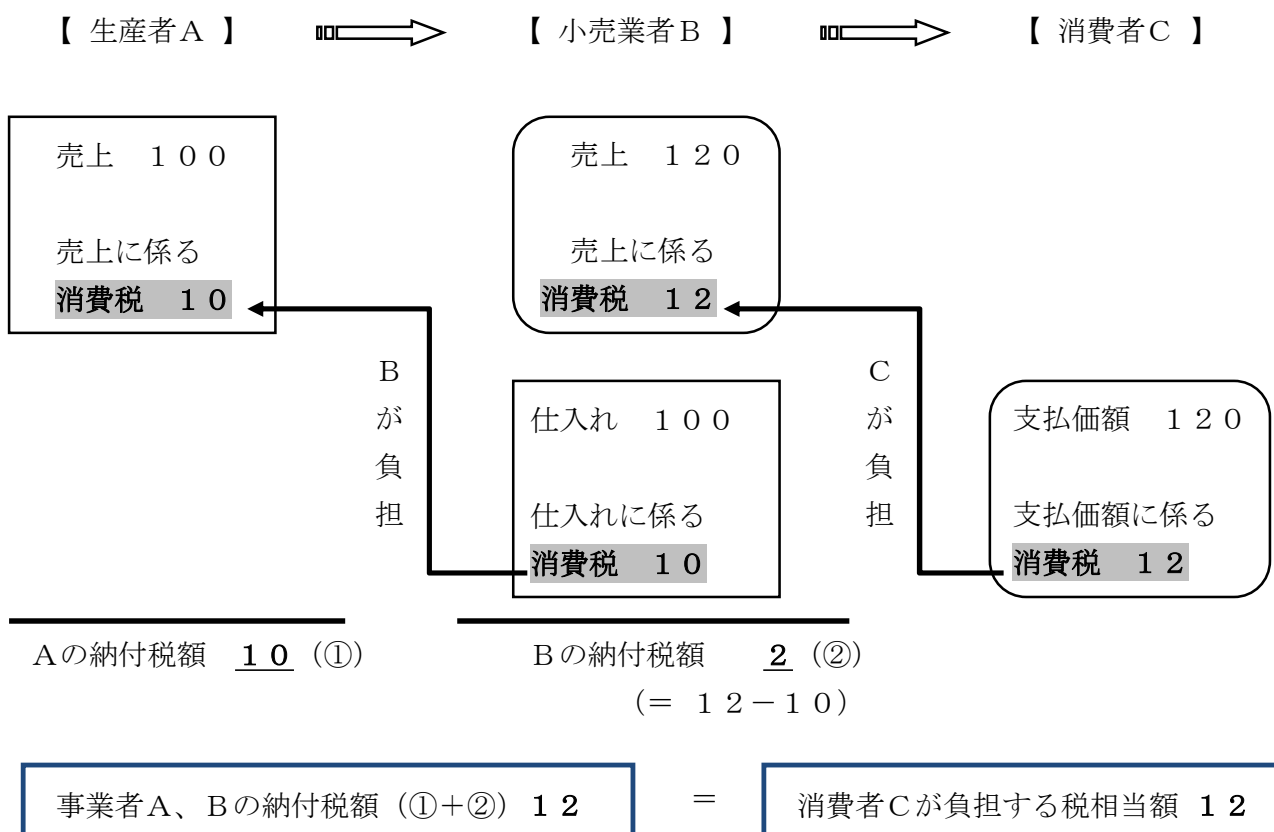 【 生産者A 】 【 小売業者B 】 【 消費者C 】
売上 100
売上に係る
消費税 10
売上 120
売上に係る
消費税 12
Bが負担
仕入れ 100
仕入れに係る
消費税 10
Cが負担
支払価額 120
支払価額に係る
消費税 12
Aの納付税額 10 (①)
Bの納付税額 2 (②)
(= 12-10)
事業者A、Bの納付税額 (①+②) 12 = 消費者Cが負担する税相当額 12